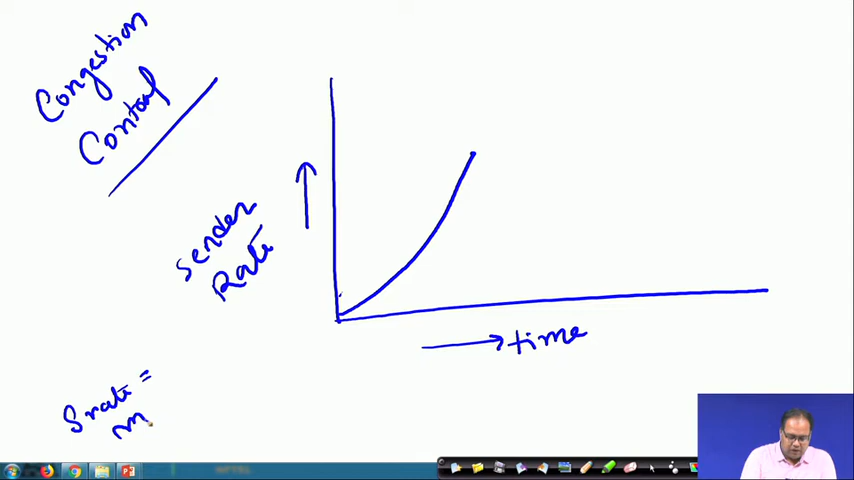 Congestion
Control
Sender
Rate
time
Srate =
m